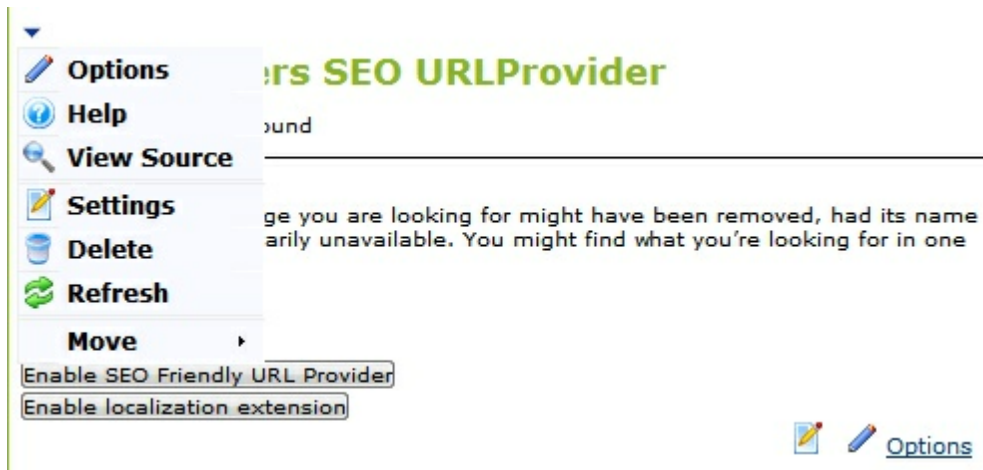 Options
ers SEO URLProvider
Help
ound
View Source
Settings
ge you are looking for might have been removed, had its name
Delete
arily unavailable. You might find what you’re looking for in one
Refresh
Move
Enable SEO Friendly URL Provider
Enable localization extension
Options